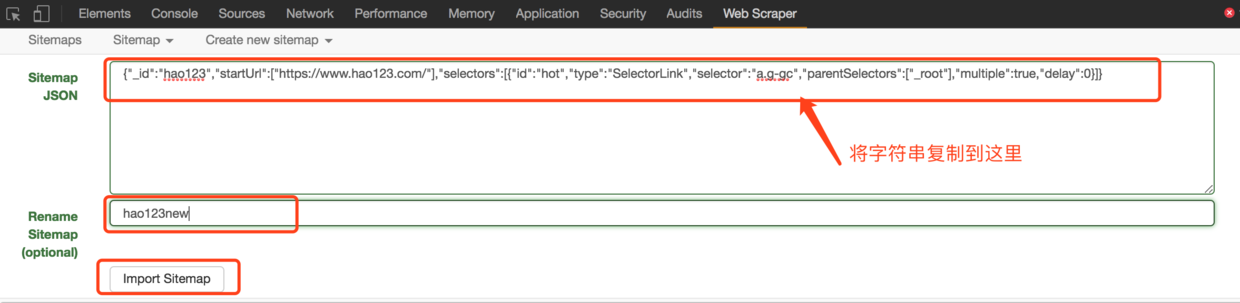 Elements Console Sources Network Performance Memory Application Security Audits Web Scraper
Sitemaps Sitemap Create new sitemap
Sitemap
JSON
{"_id":"hao123","startUrl":["https://www.hao123.com/"],"selectors":[{"id":"hot","type":"SelectorLink","selector":"a.g-gc","parentSelectors":["_root"],"multiple":true,"delay":0}]}
将字符串复制到这里
Rename
Sitemap
(optional)
hao123new
Import Sitemap